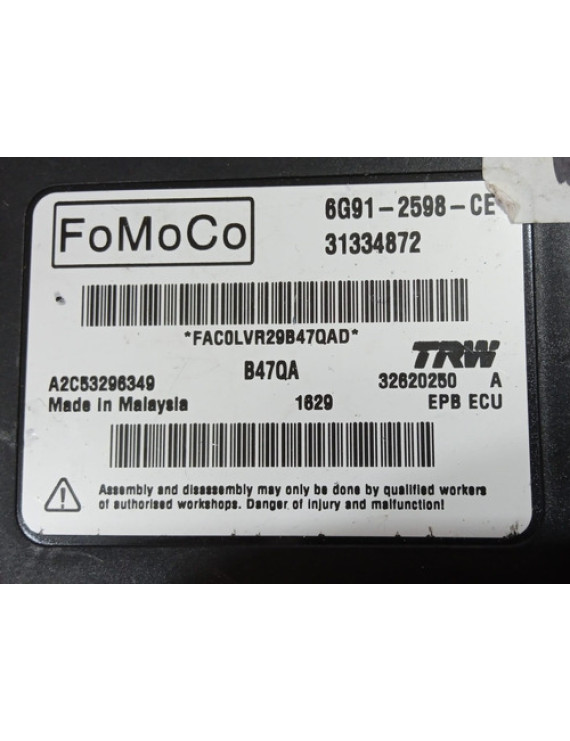 FoMoCo
6G91-2598-CE
31334872
*FAC0LVR29B47QAD*
B47QA
TRW
A2C53296349
32620250 A
Made in Malaysia
1629
EPB ECU
Assembly and disassembly may only be done by qualified workers
of authorised workshops. Danger of injury and malfunction!